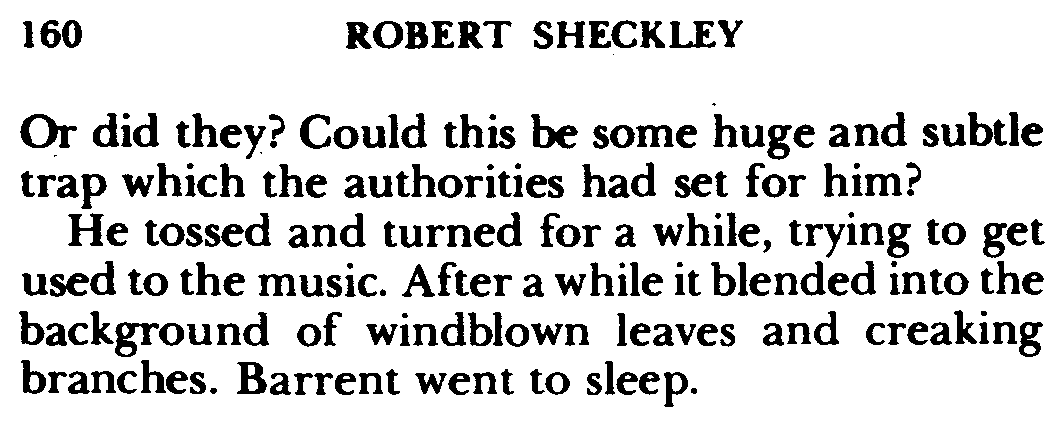 160 ROBERT SHECKLEY
Or did they? Could this be some huge and subtle
trap which the authorities had set for him?
He tossed and turned for a while, trying to get
used to the music. After a while it blended into the
background of windblown leaves and creaking
branches. Barrent went to sleep.